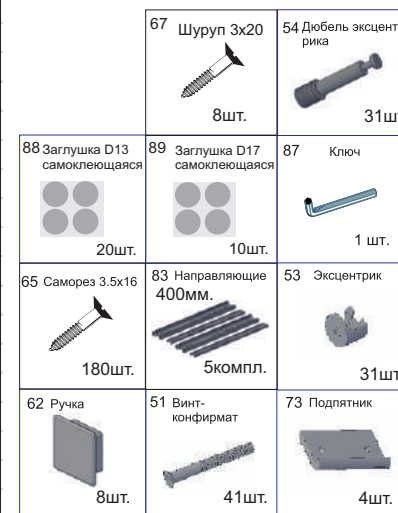 67 Шуруп 3х20
8шт.
54 Дюбель эксцент
рика
31шт
88 Заглушка D13
самоклеющаяся
20шт.
89 Заглушка D17
самоклеющаяся
10шт.
87 Ключ
1 шт.
65 Саморез 3.5х16
180шт.
83 Направляющие
400мм.
5компл.
53 Эксцентрик
31шт
62 Ручка
8шт.
51 Винт-
конфирмат
41шт.
73 Подпятник
4шт.